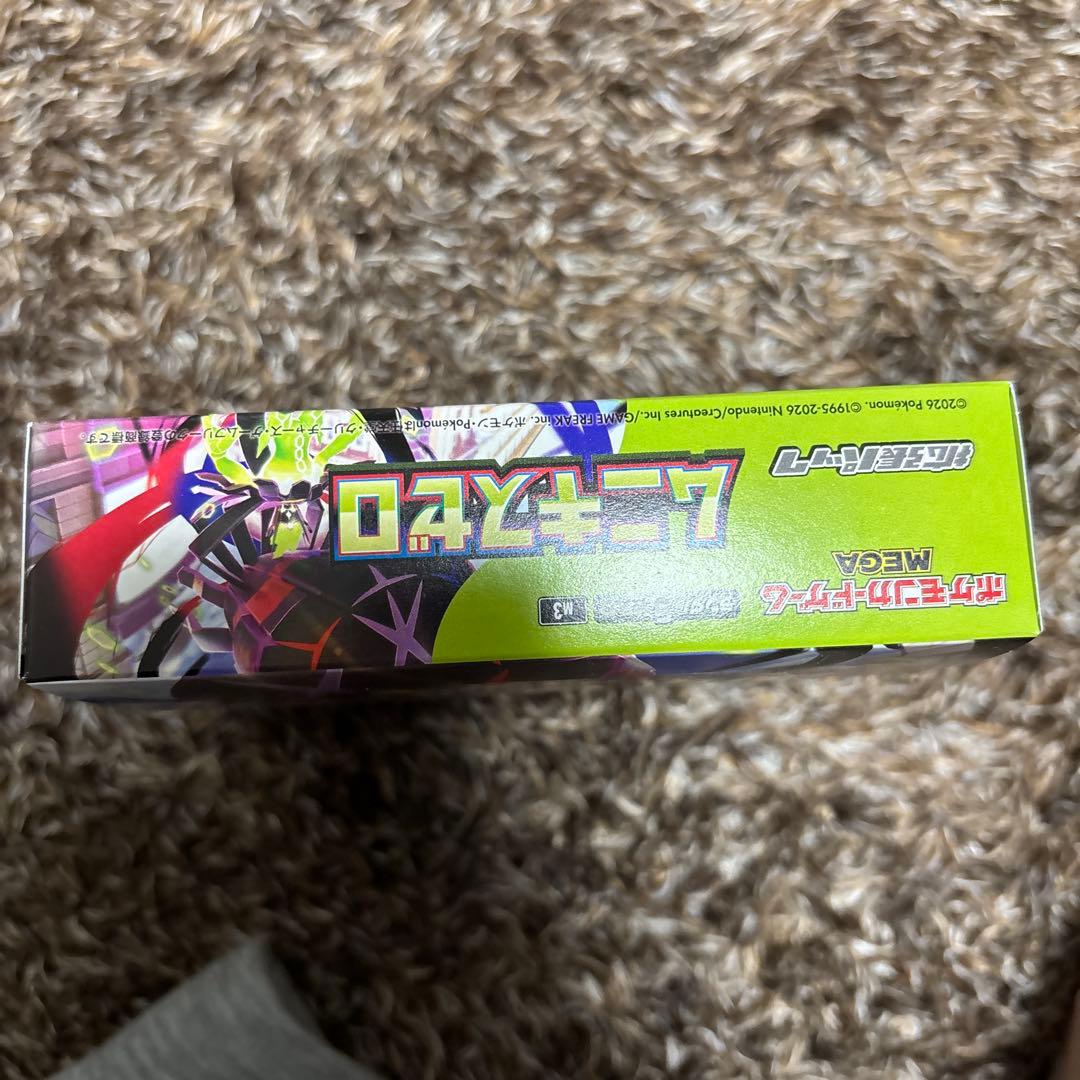 ポケモンカードゲーム
MEGA
拡張パック
ムニキスゼロ
M3
©2026 Pokémon. ©1995-2026 Nintendo/Creatures Inc./GAME FREAK inc. ポケモン・Pokémonは任天堂・クリーチャーズ・ゲームフリークの登録商標です。